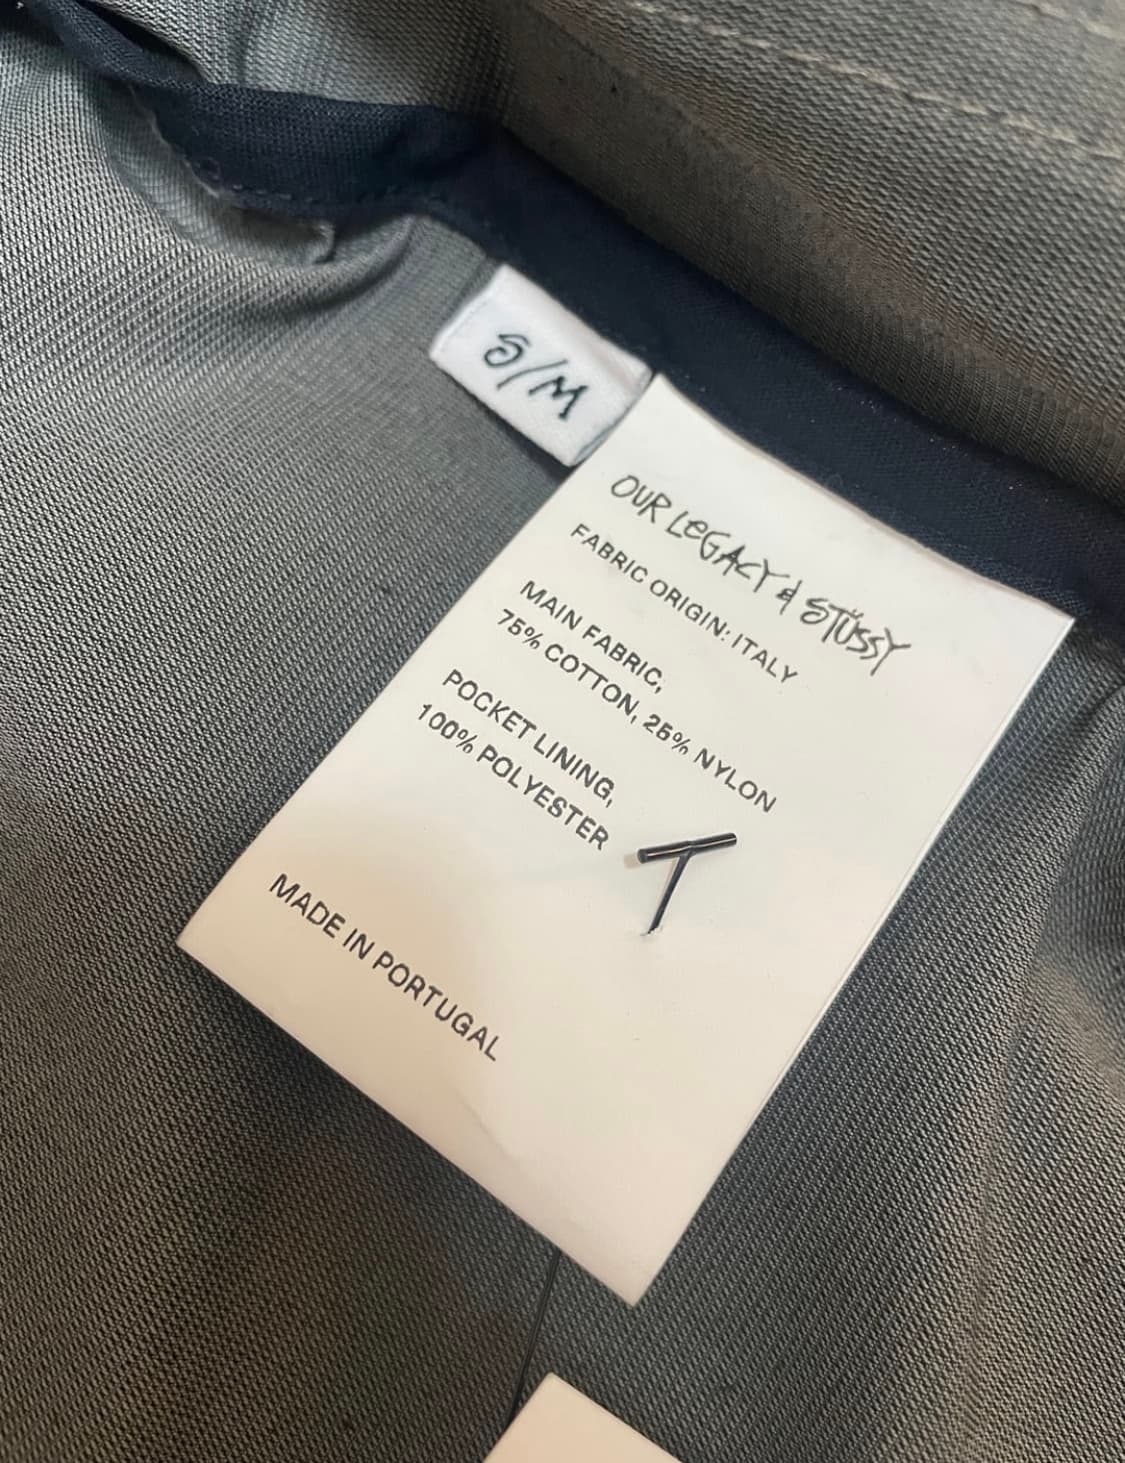 S/M
OUR LEGACY & STÜSSY
FABRIC ORIGIN: ITALY
MAIN FABRIC,
75% COTTON, 25% NYLON
POCKET LINING,
100% POLYESTER
MADE IN PORTUGAL